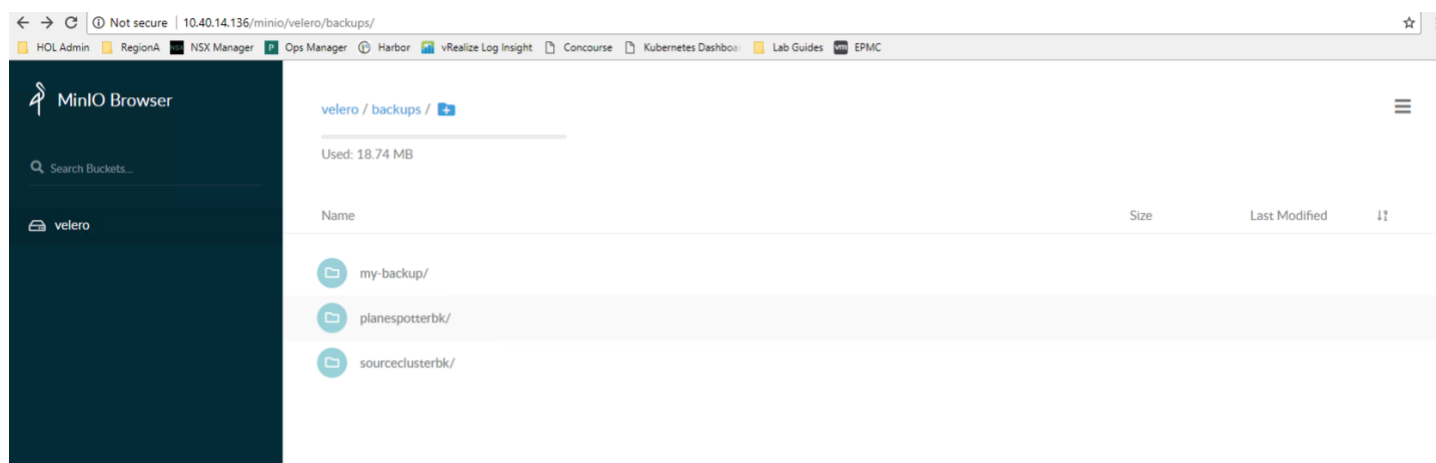 Not secure | 10.40.14.136/minio/velero/backups/
HOL Admin RegionA NSX NSX Manager P Ops Manager Harbor vRealize Log Insight Concourse Kubernetes Dashboa Lab Guides vm EPMC
MinIO Browser
velero / backups /
Used: 18.74 MB
Search Buckets...
Name Size Last Modified
velero
my-backup/
planespotterbk/
sourceclusterbk/